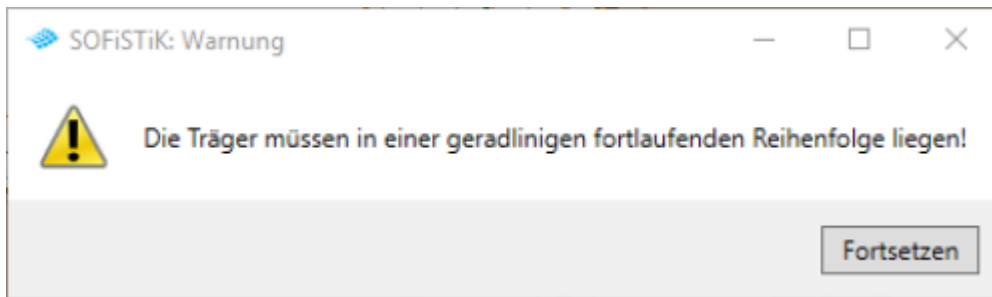 SOFiSTiK: Warnung
Die Träger müssen in einer geradlinigen fortlaufenden Reihenfolge liegen!
Fortsetzen